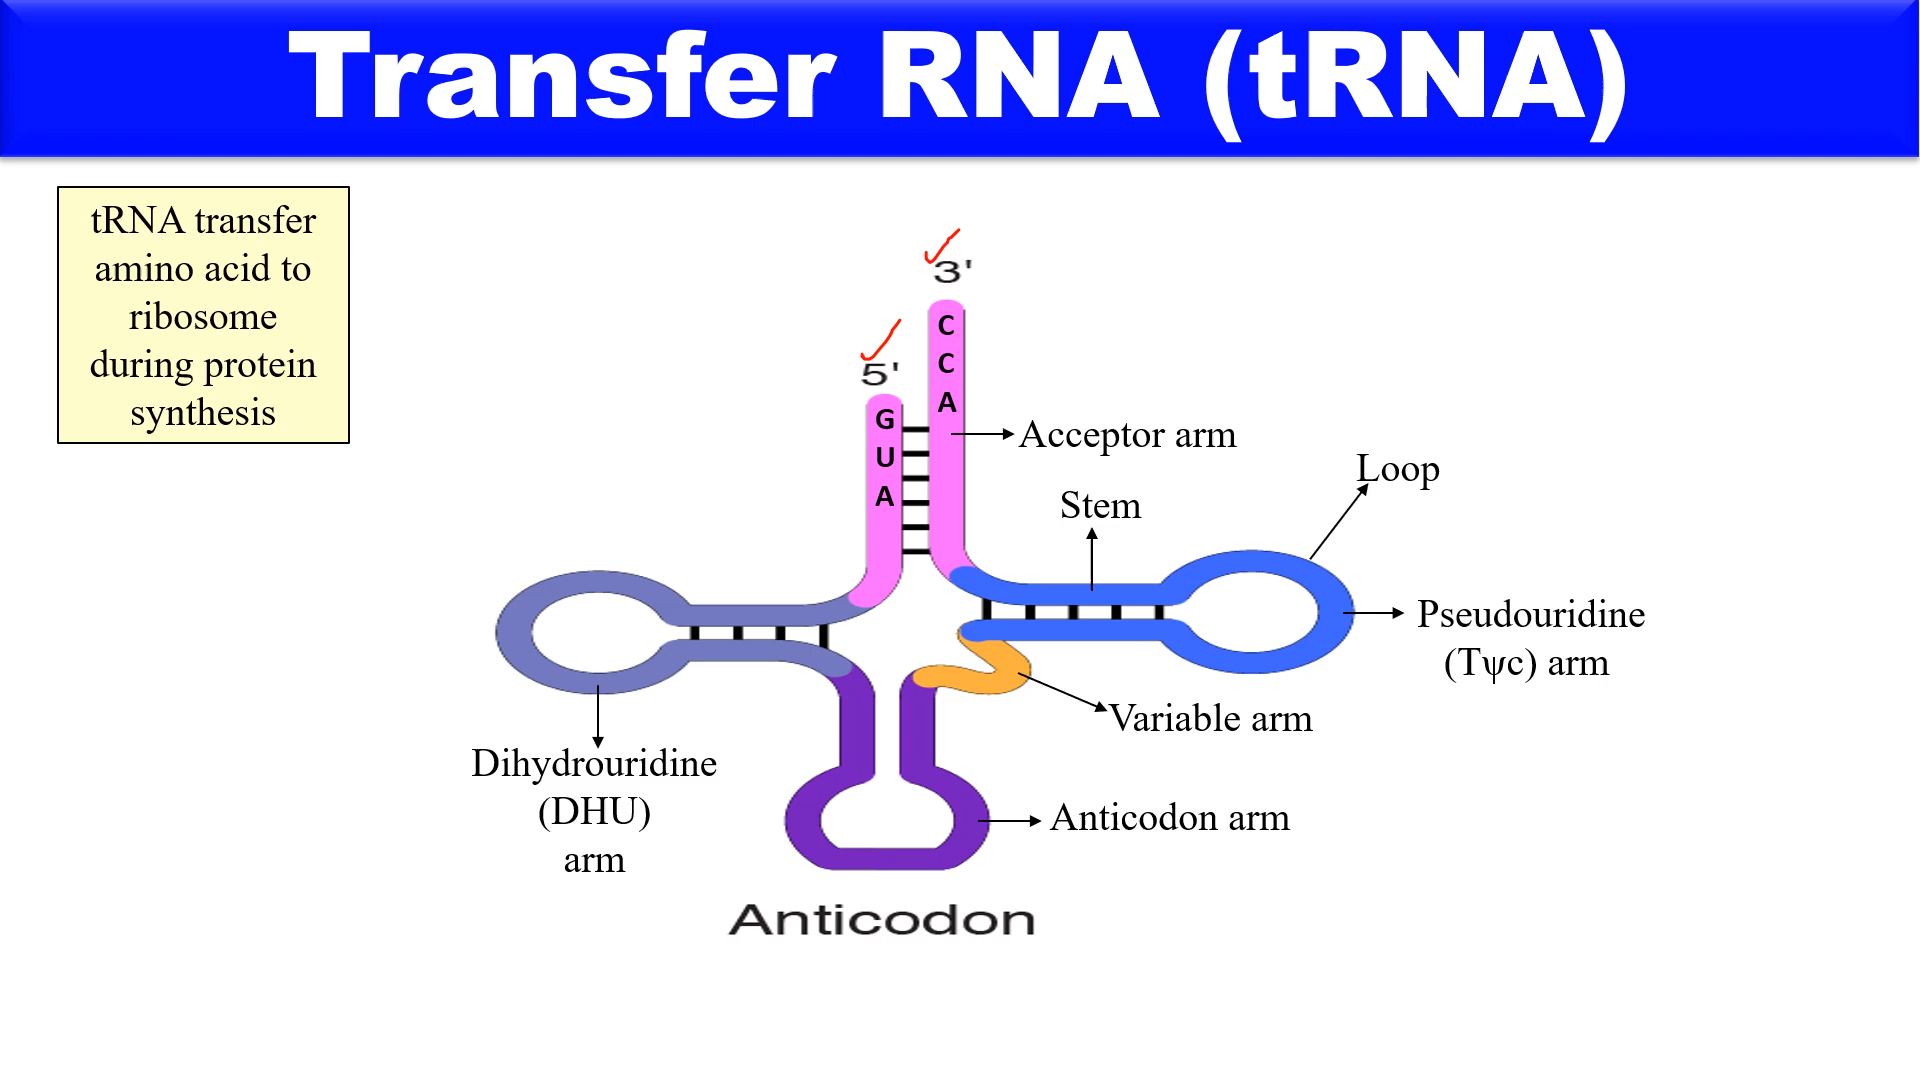 Transfer RNA (tRNA)
tRNA transfer
amino acid to
ribosome
during protein
synthesis
3'
5'
C
C
A
G
U
A
Acceptor arm
Loop
Stem
Pseudouridine
(Tψc) arm
Variable arm
Dihydrouridine
(DHU)
arm
Anticodon arm
Anticodon